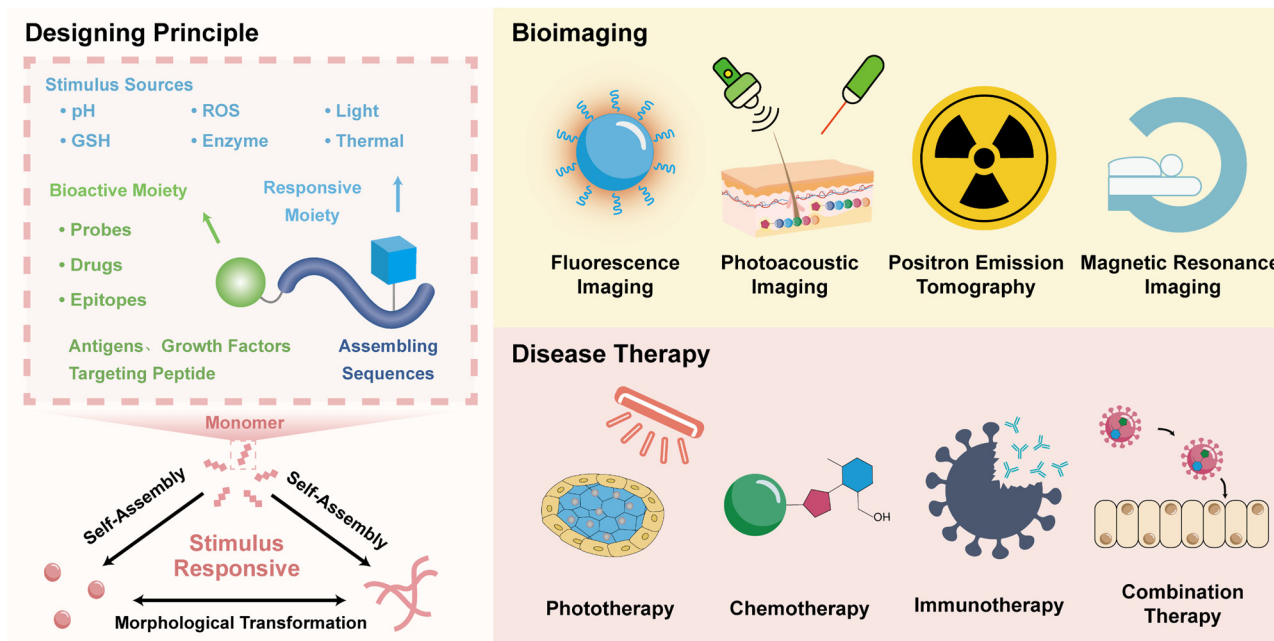 Designing Principle
Stimulus Sources
• pH
• ROS
• Light
• GSH
• Enzyme
• Thermal
Bioactive Moiety
Responsive
Moiety
• Probes
• Drugs
• Epitopes
Antigens、Growth Factors
Targeting Peptide
Assembling
Sequences
Monomer
Self-Assembly
Self-Assembly
Stimulus
Responsive
Morphological Transformation
Bioimaging
Fluorescence
Imaging
Photoacoustic
Imaging
Positron Emission
Tomography
Magnetic Resonance
Imaging
Disease Therapy
OH
Phototherapy
Chemotherapy
Immunotherapy
Combination
Therapy